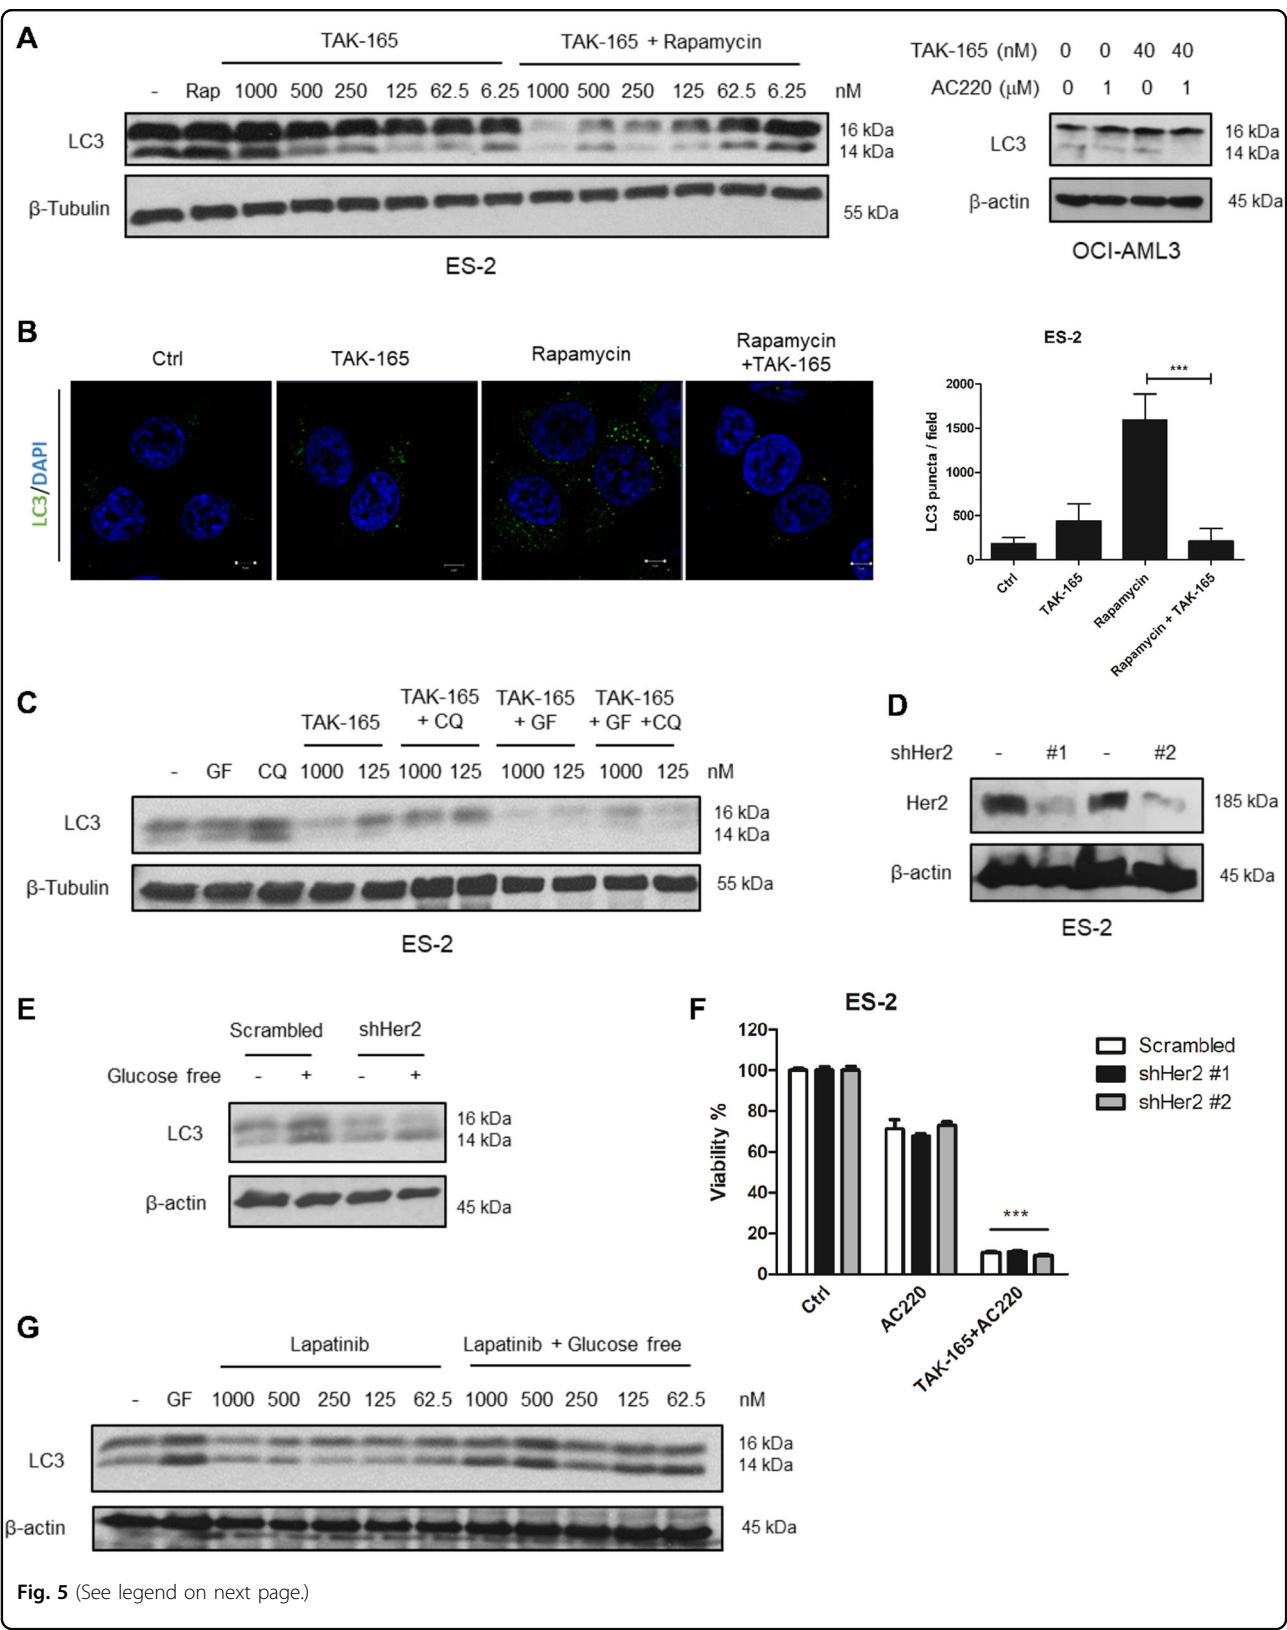 A
TAK-165
TAK-165 + Rapamycin
- Rap 1000 500 250 125 62.5 6.25 1000 500 250 125 62.5 6.25 nM
LC3
16 kDa
14 kDa
β-Tubulin
55 kDa
ES-2
TAK-165 (nM) 0 0 40 40
AC220 (μM) 0 1 0 1
LC3
16 kDa
14 kDa
β-actin
45 kDa
OCI-AML3
B
Ctrl
TAK-165
Rapamycin
Rapamycin
+TAK-165
LC3/DAPI
ES-2
LC3 puncta / field
2000
1500
1000
500
0
***
Ctrl
TAK-165
Rapamycin
Rapamycin + TAK-165
C
TAK-165
TAK-165
+ CQ
TAK-165
+ GF
TAK-165
+ GF +CQ
- GF CQ 1000 125 1000 125 1000 125 1000 125 nM
LC3
16 kDa
14 kDa
β-Tubulin
55 kDa
ES-2
D
shHer2 - #1 - #2
Her2
185 kDa
β-actin
45 kDa
ES-2
E
Scrambled
shHer2
Glucose free - + - +
LC3
16 kDa
14 kDa
β-actin
45 kDa
F
ES-2
Viability %
120
100
80
60
40
20
0
***
Ctrl
AC220
TAK-165+AC220
Scrambled
shHer2 #1
shHer2 #2
G
Lapatinib
Lapatinib + Glucose free
- GF 1000 500 250 125 62.5 1000 500 250 125 62.5 nM
LC3
16 kDa
14 kDa
β-actin
45 kDa
Fig. 5 (See legend on next page.)